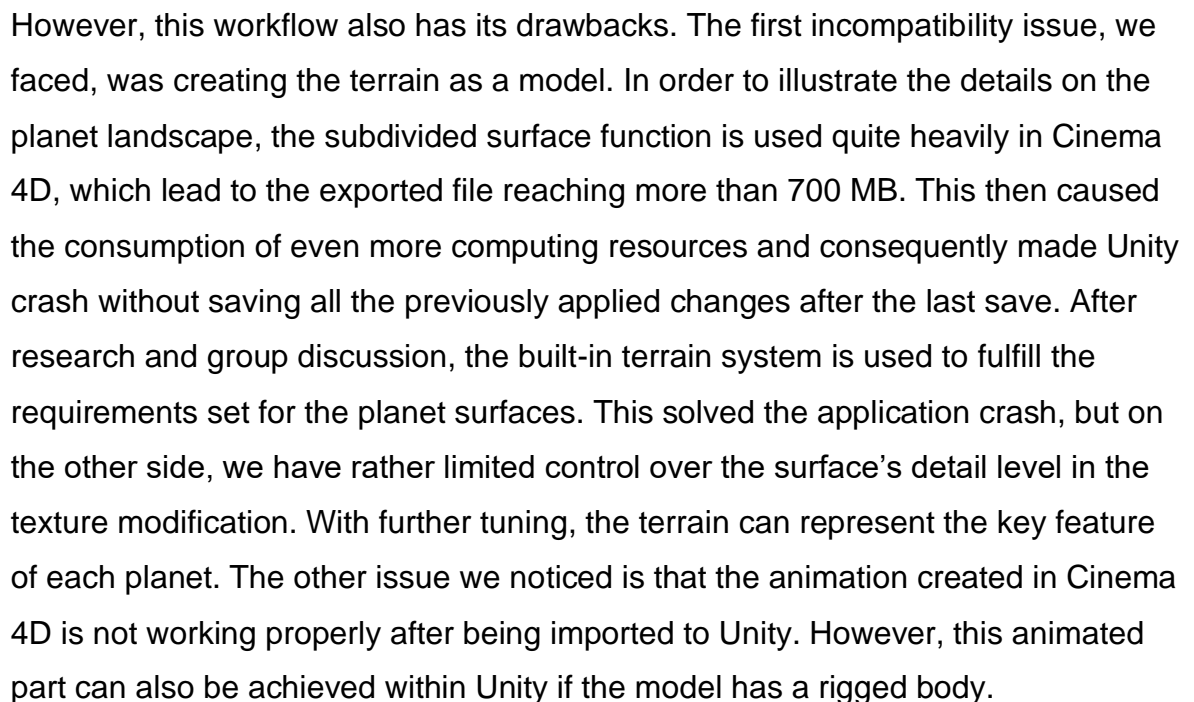 However, this workflow also has its drawbacks. The first incompatibility issue, we
faced, was creating the terrain as a model. In order to illustrate the details on the
planet landscape, the subdivided surface function is used quite heavily in Cinema
4D, which lead to the exported file reaching more than 700 MB. This then caused
the consumption of even more computing resources and consequently made Unity
crash without saving all the previously applied changes after the last save. After
research and group discussion, the built-in terrain system is used to fulfill the
requirements set for the planet surfaces. This solved the application crash, but on
the other side, we have rather limited control over the surface’s detail level in the
texture modification. With further tuning, the terrain can represent the key feature
of each planet. The other issue we noticed is that the animation created in Cinema
4D is not working properly after being imported to Unity. However, this animated
part can also be achieved within Unity if the model has a rigged body.